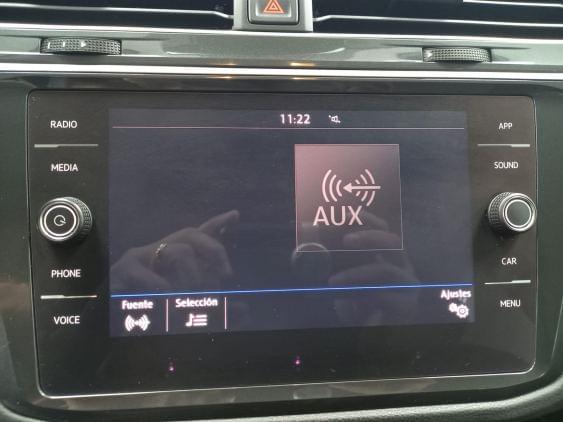 11:22
RADIO
MEDIA
PHONE
VOICE
AUX
Fuente
Selección
Ajustes
APP
SOUND
CAR
MENU